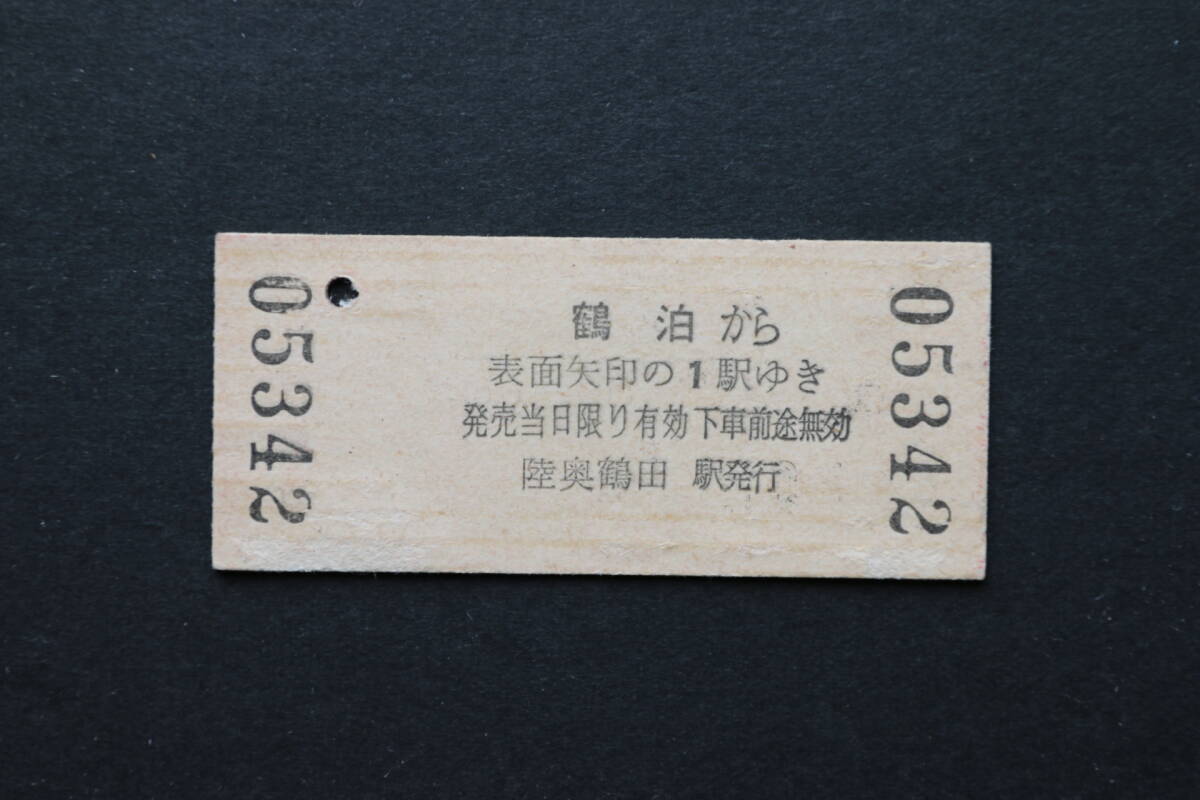 05342
鶴泊から
表面矢印の1駅ゆき
発売当日限り有効下車前途無効
陸奥鶴田 駅発行
05342